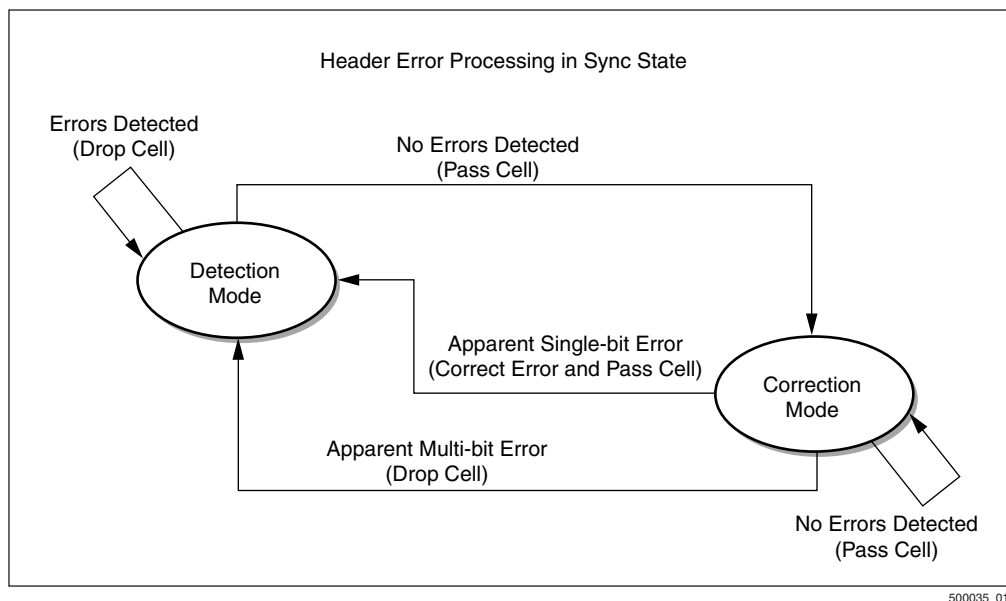 Header Error Processing in Sync State
Errors Detected
(Drop Cell)
No Errors Detected
(Pass Cell)
Detection
Mode
Apparent Single-bit Error
(Correct Error and Pass Cell)
Correction
Mode
Apparent Multi-bit Error
(Drop Cell)
No Errors Detected
(Pass Cell)
500035_01